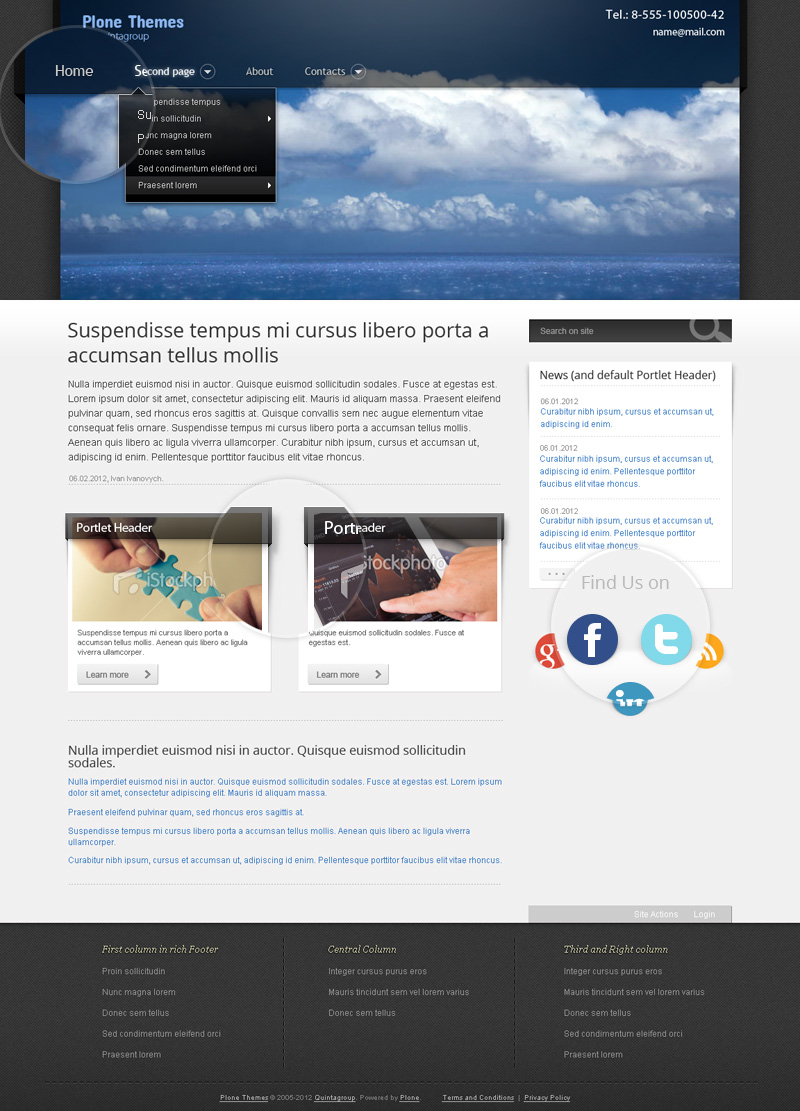 Plone Themes
Tel.: 8-555-100500-42
name@mail.com
Home
Second page
About
Contacts
Su
P
Nunc magna lorem
Donec sem tellus
Sed condimentum eleifend orci
Praesent lorem
Suspendisse tempus mi cursus libero porta a
accumsan tellus mollis
Nulla imperdiet euismod nisi in auctor. Quisque euismod sollicitudin sodales. Fusce at egestas est.
Lorem ipsum dolor sit amet, consectetur adipiscing elit. Mauris id aliquam massa. Praesent eleifend
pulvinar quam, sed rhoncus eros sagittis at. Quisque convallis sem nec augue elementum vitae
consequat felis ornare. Suspendisse tempus mi cursus libero porta a accumsan tellus mollis.
Aenean quis libero ac ligula viverra ullamcorper. Curabitur nibh ipsum, cursus et accumsan ut,
adipiscing id enim. Pellentesque porttitor faucibus elit vitae rhoncus.
06.02.2012, Ivan Ivanovych.
Search on site
News (and default Portlet Header)
06.01.2012
Curabitur nibh ipsum, cursus et accumsan ut,
adipiscing id enim.
06.01.2012
Curabitur nibh ipsum, cursus et accumsan ut,
adipiscing id enim. Pellentesque porttitor
faucibus elit vitae rhoncus.
06.01.2012
Curabitur nibh ipsum, cursus et accumsan ut,
adipiscing id enim. Pellentesque porttitor
faucibus elit vitae rhoncus.
...
Find Us on
Portlet Header
iStockph
Suspendisse tempus mi cursus libero porta a
accumsan tellus mollis. Aenean quis libero ac ligula
viverra ullamcorper.
Learn more
Port eader
iStockphoto
Quisque euismod sollicitudin sodales. Fusce at
egestas est.
Learn more
Nulla imperdiet euismod nisi in auctor. Quisque euismod sollicitudin
sodales.
Nulla imperdiet euismod nisi in auctor. Quisque euismod sollicitudin sodales. Fusce at egestas est. Lorem ipsum
dolor sit amet, consectetur adipiscing elit. Mauris id aliquam massa.
Praesent eleifend pulvinar quam, sed rhoncus eros sagittis at.
Suspendisse tempus mi cursus libero porta a accumsan tellus mollis. Aenean quis libero ac ligula viverra
ullamcorper.
Curabitur nibh ipsum, cursus et accumsan ut, adipiscing id enim. Pellentesque porttitor faucibus elit vitae rhoncus.
Site Actions Login
First column in rich Footer
Proin sollicitudin
Nunc magna lorem
Donec sem tellus
Sed condimentum eleifend orci
Praesent lorem
Central Column
Integer cursus purus eros
Mauris tincidunt sem vel lorem varius
Donec sem tellus
Third and Right column
Integer cursus purus eros
Mauris tincidunt sem vel lorem varius
Donec sem tellus
Sed condimentum eleifend orci
Praesent lorem
Plone Themes © 2005-2012 Quintagroup. Powered by Plone. Terms and Conditions | Privacy Policy